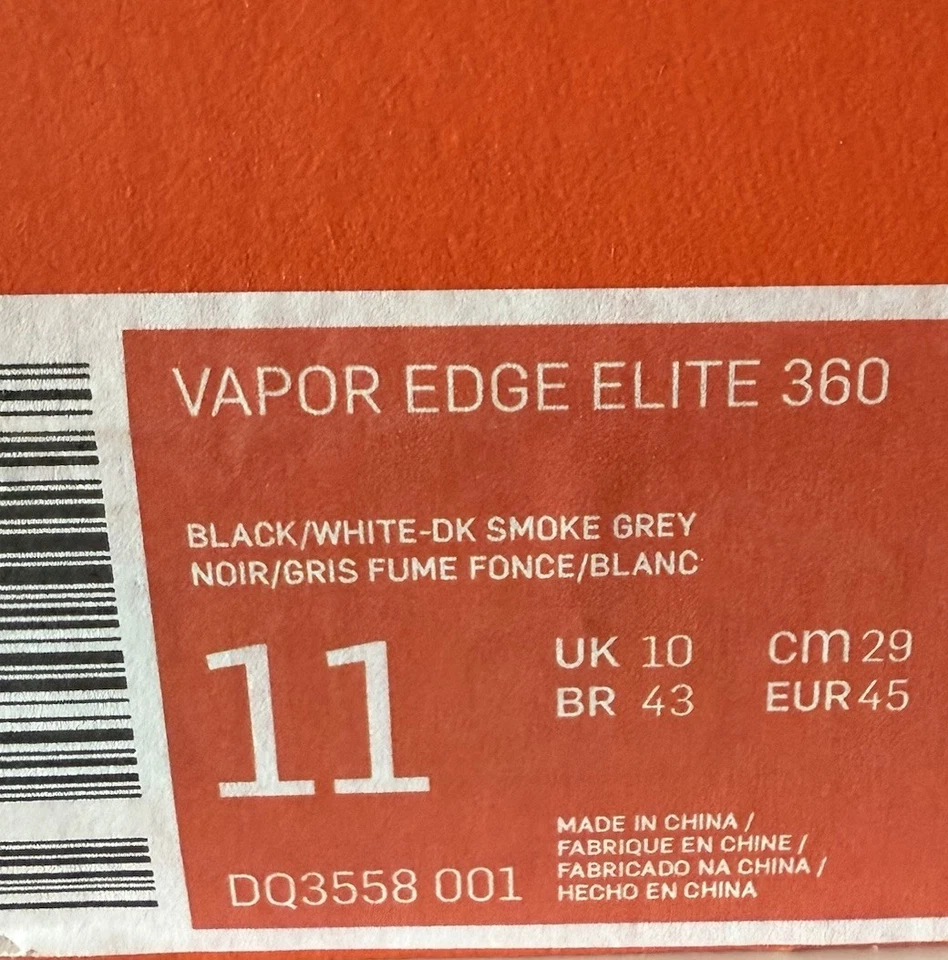 VAPOR EDGE ELITE 360
BLACK/WHITE-DK SMOKE GREY
NOIR/GRIS FUME FONCE/BLANC
11
UK 10 cm 29
BR 43 EUR 45
MADE IN CHINA /
FABRIQUE EN CHINE /
FABRICADO NA CHINA /
HECHO EN CHINA
DQ3558 001